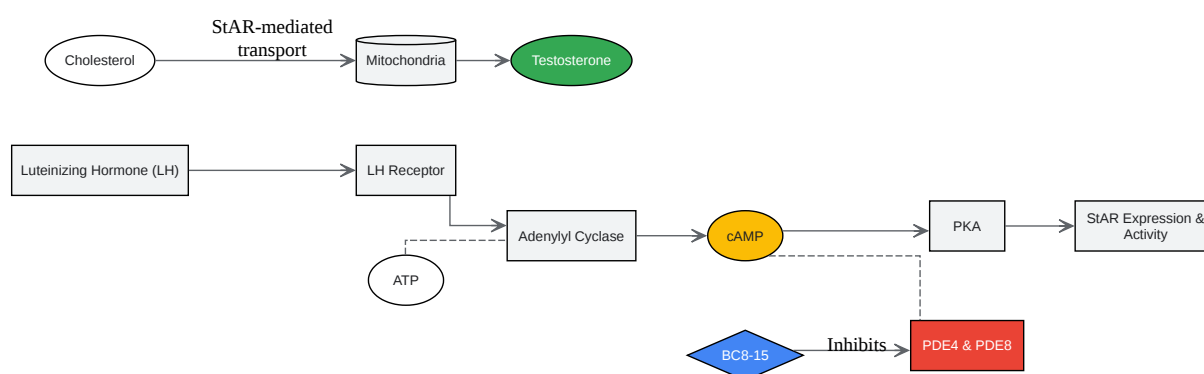 StAR-mediated
transport
Cholesterol
Mitochondria
Testosterone
Luteinizing Hormone (LH)
LH Receptor
Adenylyl Cyclase
ATP
cAMP
PKA
StAR Expression &
Activity
BC8-15
Inhibits
PDE4 & PDE8